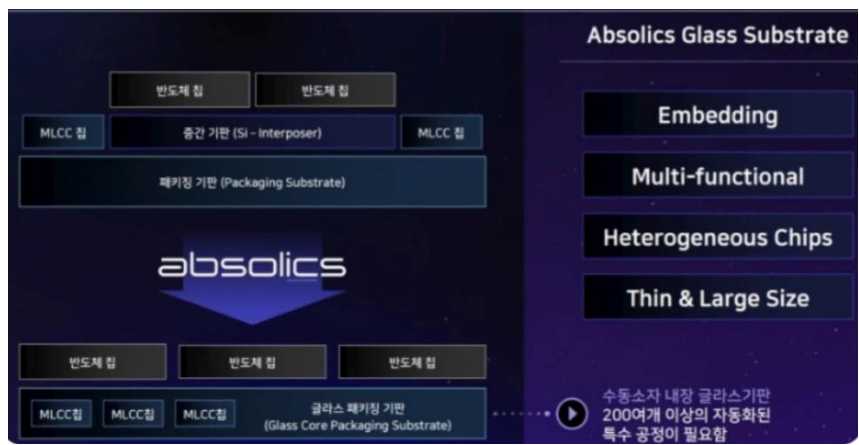 Absolics Glass Substrate
반도체 칩
반도체 칩
MLCC 칩
중간 기판 (Si – Interposer)
MLCC 칩
패키징 기판 (Packaging Substrate)
absolics
반도체 칩
반도체 칩
반도체 칩
MLCC칩
MLCC칩
MLCC칩
글라스 패키징 기판
(Glass Core Packaging Substrate)
Embedding
Multi-functional
Heterogeneous Chips
Thin & Large Size
수동소자 내장 글라스기판
200여개 이상의 자동화된
특수 공정이 필요함